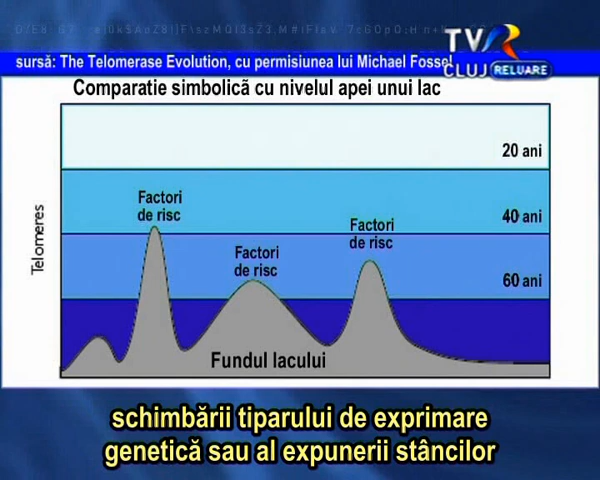 TVR
CLUJ RELUARE
sursă: The Telomerase Evolution, cu permisiunea lui Michael Fossel
Comparatie simbolică cu nivelul apei unui lac
20 ani
Factori
de risc
40 ani
Factori
de risc
Factori
de risc
60 ani
Telomeres
Fundul lacului
schimbării tiparului de exprimare
genetică sau al expunerii stâncilor